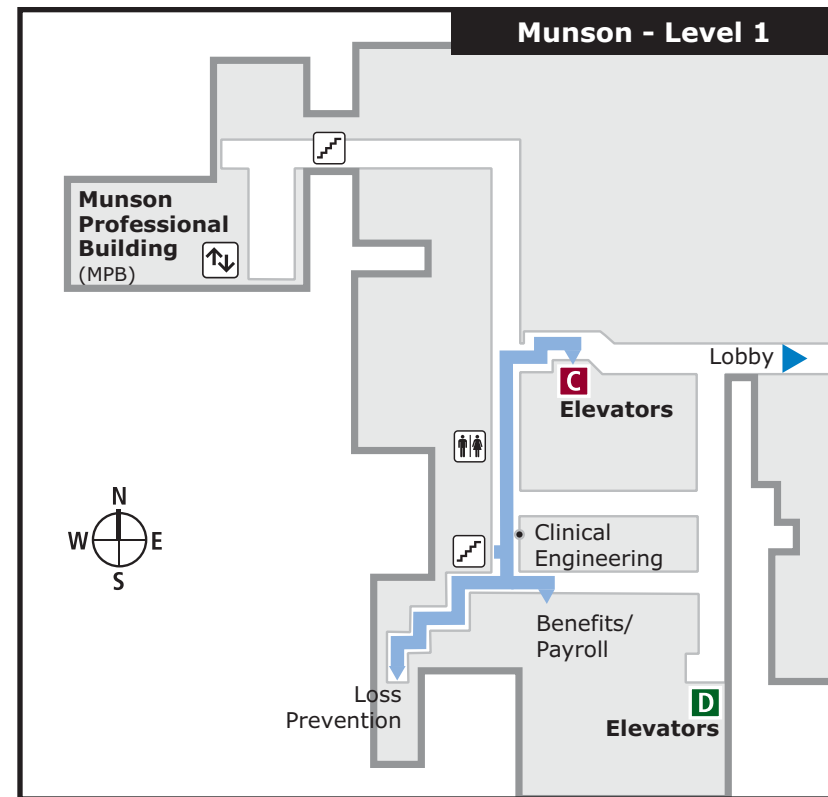 Munson - Level 1
Munson
Professional
Building
(MPB)
Lobby
C
Elevators
N
W E
S
Clinical
Engineering
Benefits/
Payroll
Loss
Prevention
D
Elevators